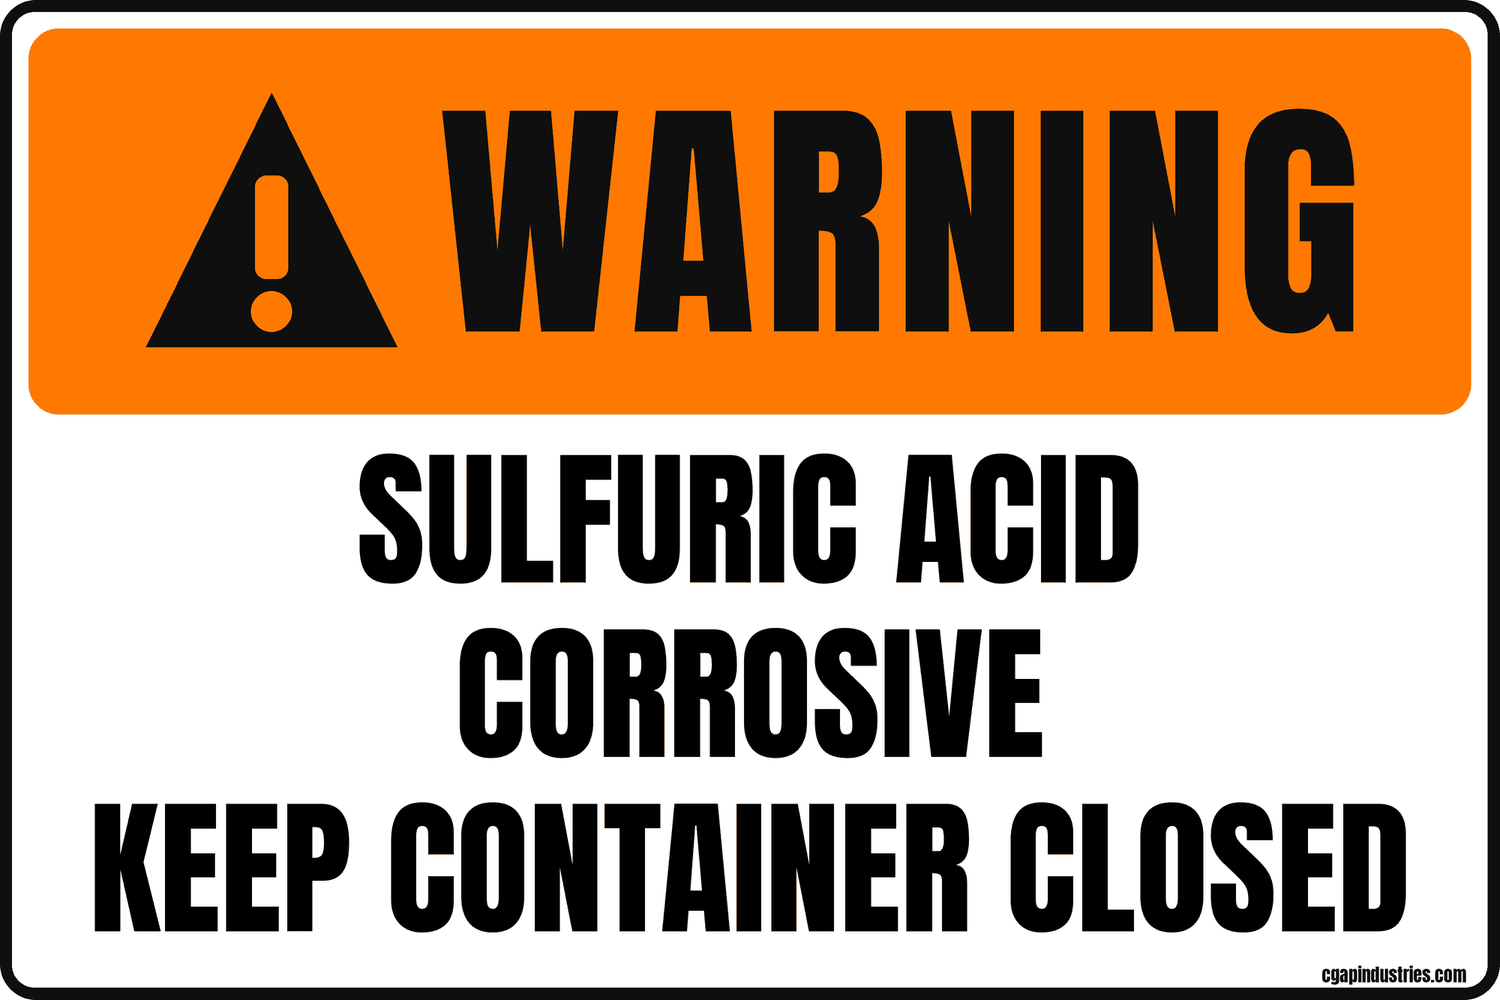 WARNING
SULFURIC ACID
CORROSIVE
KEEP CONTAINER CLOSED
cgapindustries.com